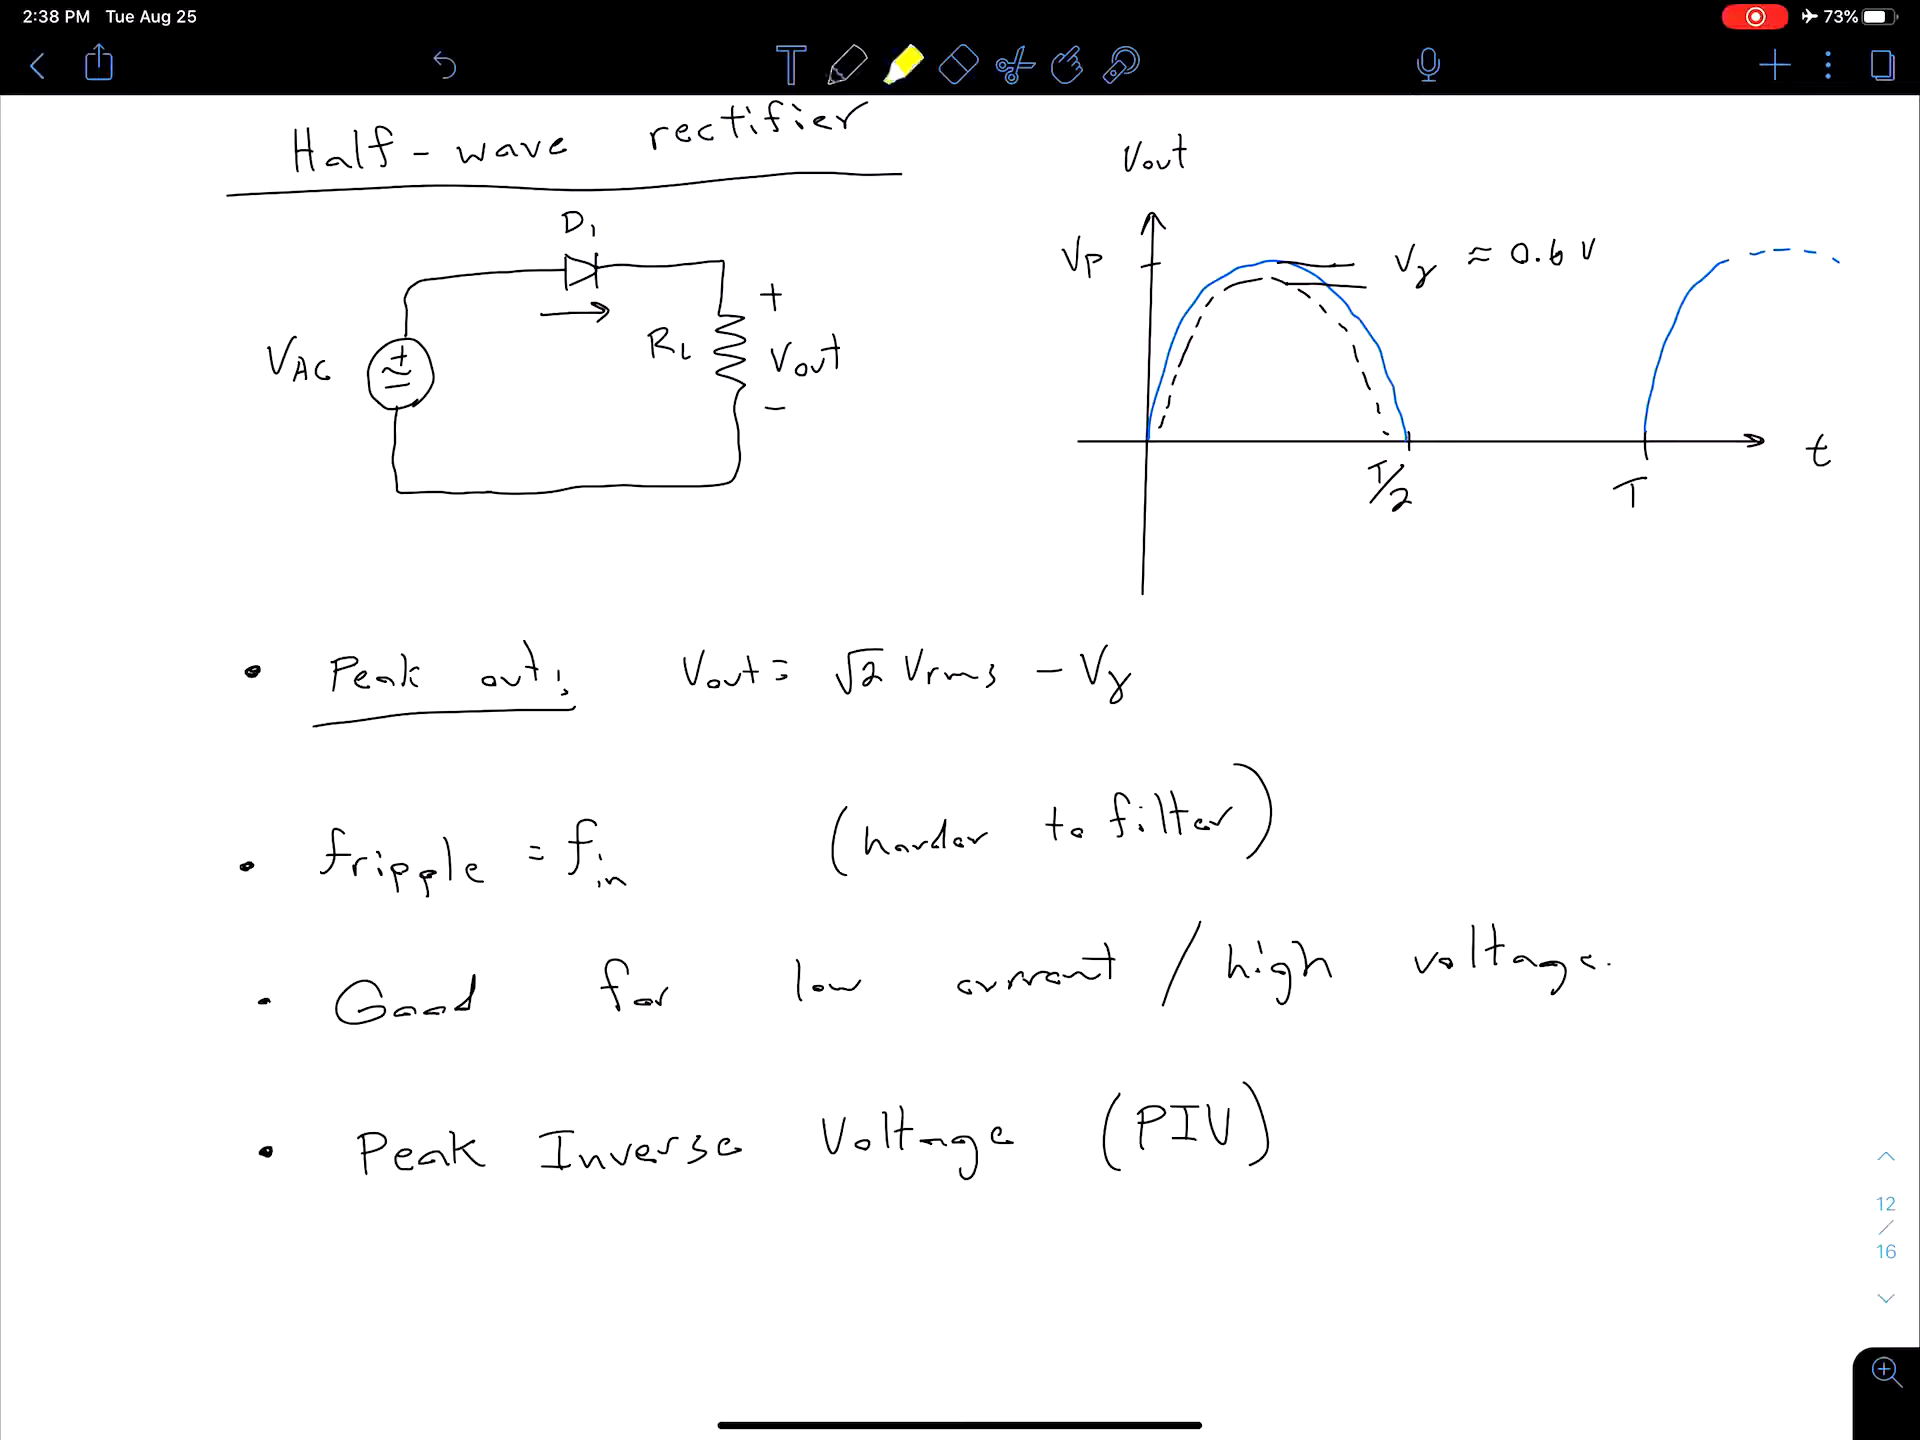 2:38 PM Tue Aug 25
73%
Half-wave rectifier
D₁
VAC
+
RL
Vout
−
Vout
Vp
Vγ ≈ 0.6 V
T/2
T
t
• Peak out: Vout = √2 Vrms − Vγ
• fripple = fin (harder to filter)
• Good for low current / high voltage.
• Peak Inverse Voltage (PIV)
12
/
16